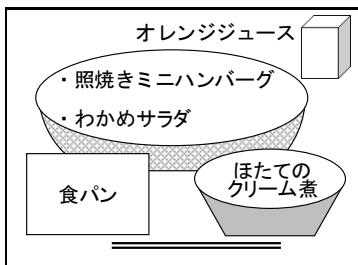 オレンジジュース
・照焼きミニハンバーグ
・わかめサラダ
食パン
ほたての
クリーム煮